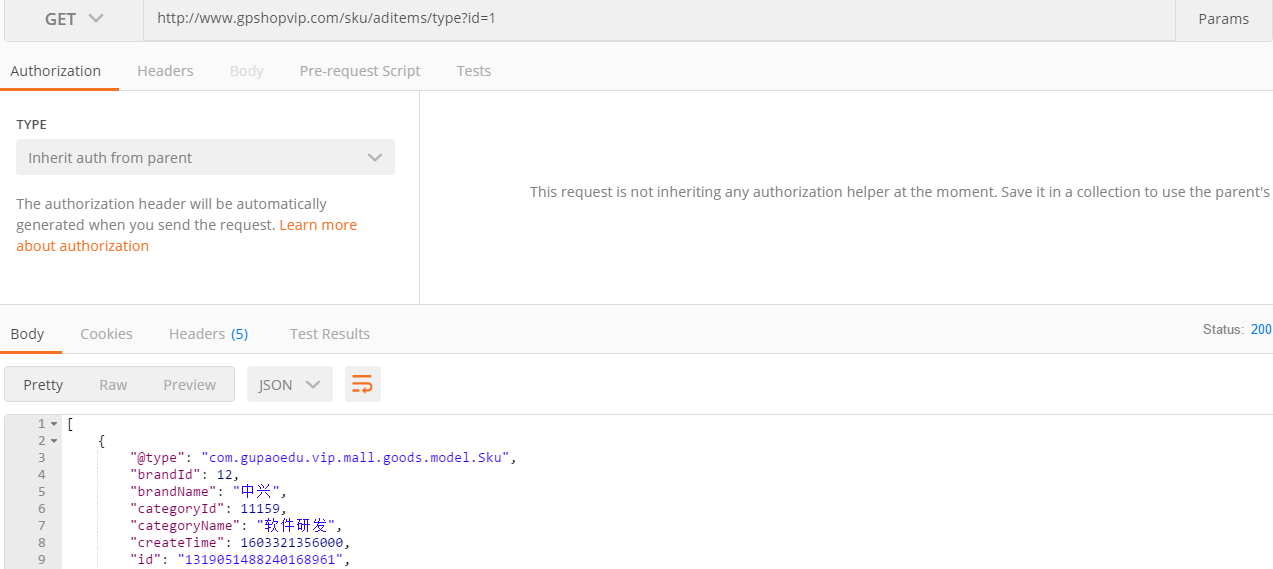 GET http://www.gpshopvip.com/sku/aditems/type?id=1 Params
Authorization Headers Body Pre-request Script Tests
TYPE
Inherit auth from parent
The authorization header will be automatically
generated when you send the request. Learn more
about authorization
This request is not inheriting any authorization helper at the moment. Save it in a collection to use the parent's
Body Cookies Headers (5) Test Results Status: 200
Pretty Raw Preview JSON
1 [
2 {
3 "@type": "com.gupaoedu.vip.mall.goods.model.Sku",
4 "brandId": 12,
5 "brandName": "中兴",
6 "categoryId": 11159,
7 "categoryName": "软件研发",
8 "createTime": 1603321356000,
9 "id": "1319051488240168961",